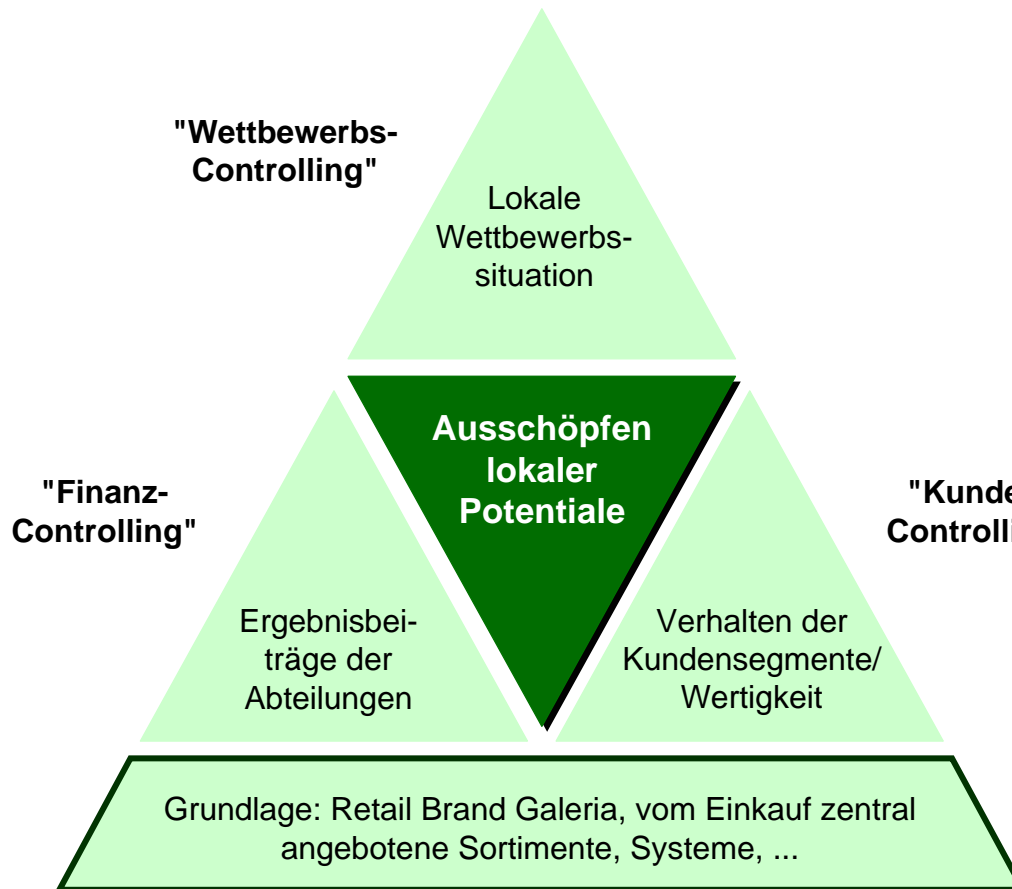 "Wettbewerbs-
Controlling"
Lokale
Wettbewerbs-
situation
Ausschöpfen
lokaler
Potentiale
"Finanz-
Controlling"
"Kunde
Controlli
Ergebnisbei-
träge der
Abteilungen
Verhalten der
Kundensegmente/
Wertigkeit
Grundlage: Retail Brand Galeria, vom Einkauf zentral
angebotene Sortimente, Systeme, ...